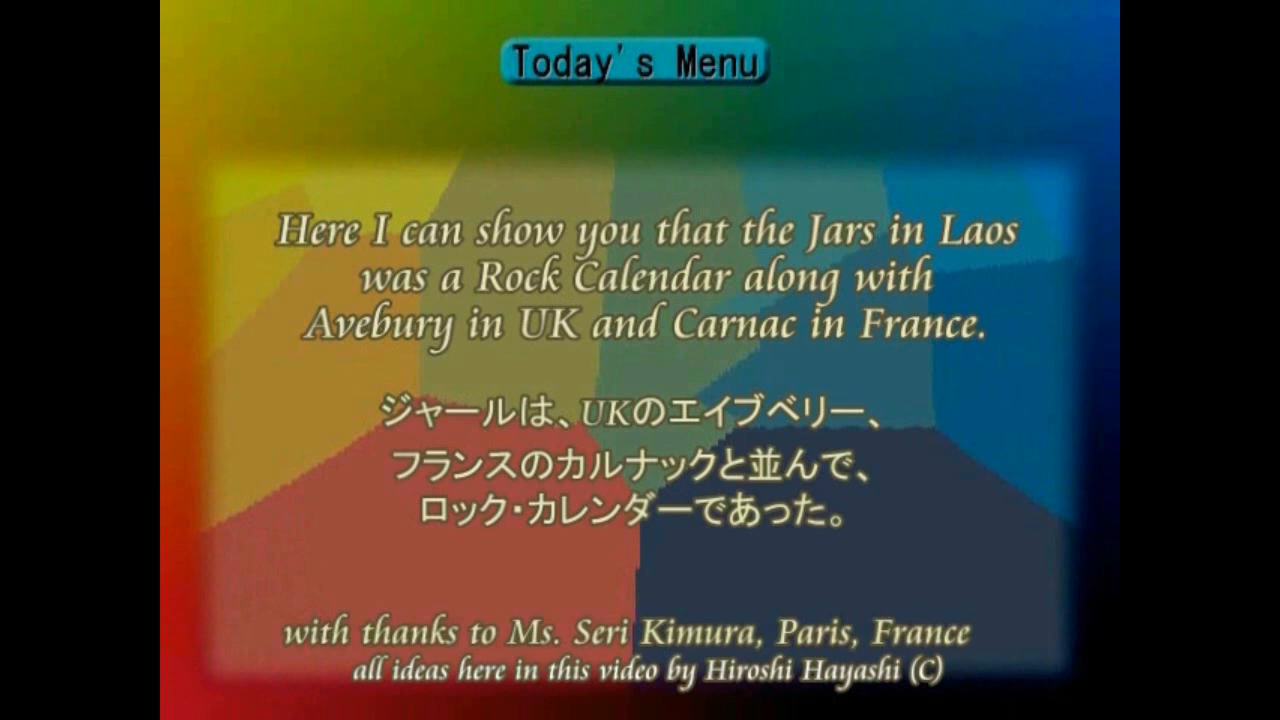 Today's Menu
Here I can show you that the Jars in Laos
was a Rock Calendar along with
Avebury in UK and Carnac in France.
ジャールは、UKのエイブベリー、
フランスのカルナックと並んで、
ロック・カレンダーであった。
with thanks to Ms. Seri Kimura, Paris, France
all ideas here in this video by Hiroshi Hayashi (C)